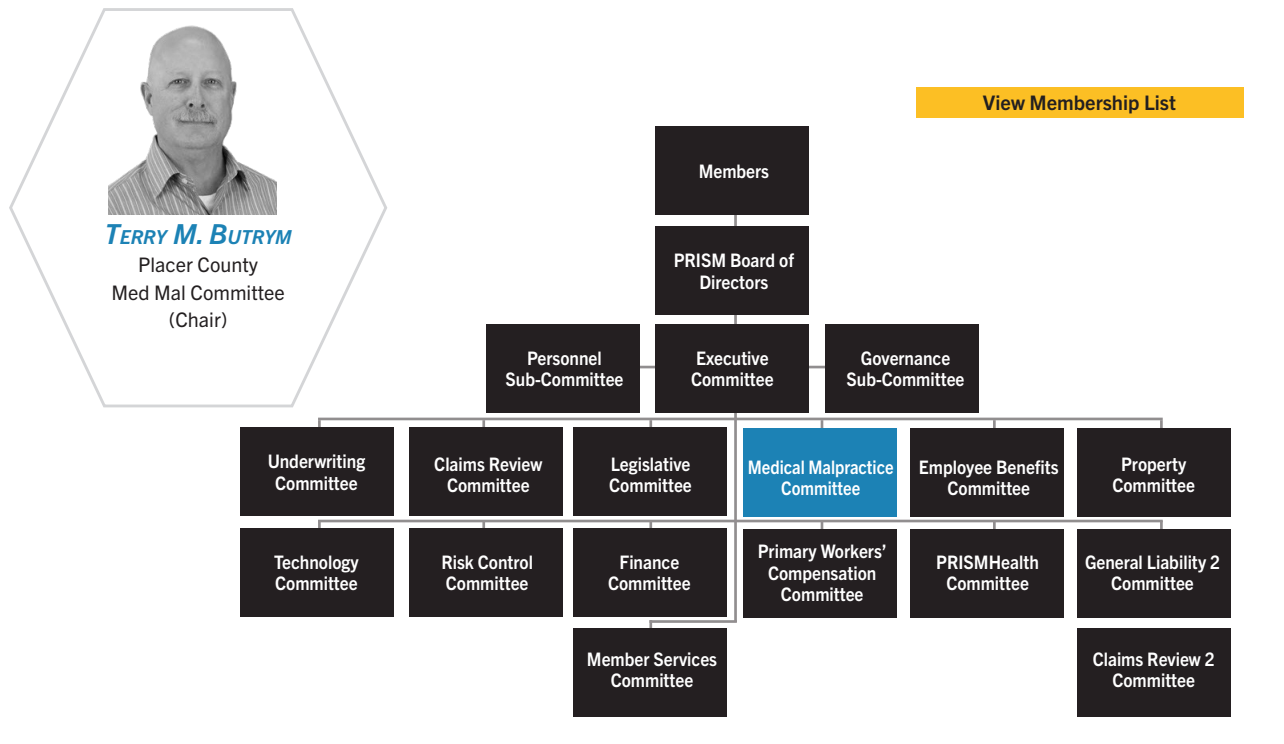 TERRY M. BUTRYM
Placer County
Med Mal Committee
(Chair)
View Membership List
Members
PRISM Board of
Directors
Personnel
Sub-Committee
Executive
Committee
Governance
Sub-Committee
Underwriting
Committee
Claims Review
Committee
Legislative
Committee
Medical Malpractice
Committee
Employee Benefits
Committee
Property
Committee
Technology
Committee
Risk Control
Committee
Finance
Committee
Primary Workers’
Compensation
Committee
PRISMHealth
Committee
General Liability 2
Committee
Member Services
Committee
Claims Review 2
Committee